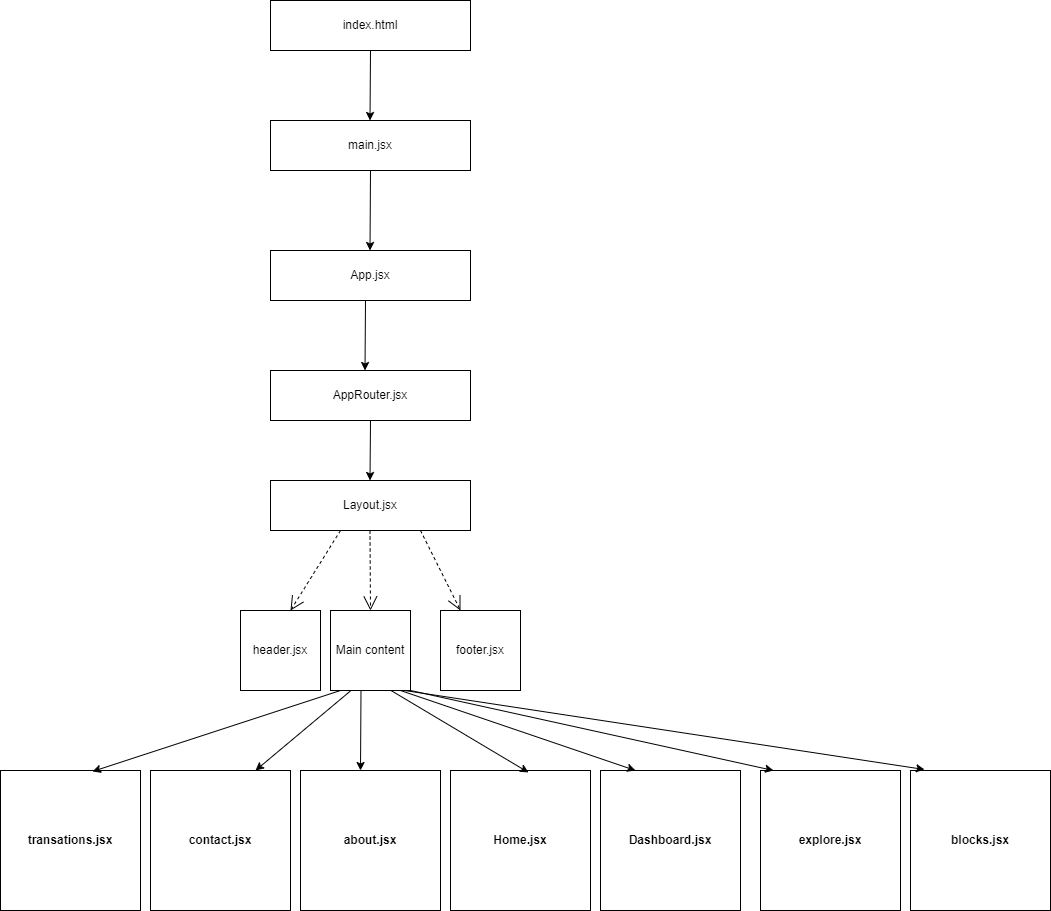 index.html
main.jsx
App.jsx
AppRouter.jsx
Layout.jsx
header.jsx
Main content
footer.jsx
transations.jsx
contact.jsx
about.jsx
Home.jsx
Dashboard.jsx
explore.jsx
blocks.jsx